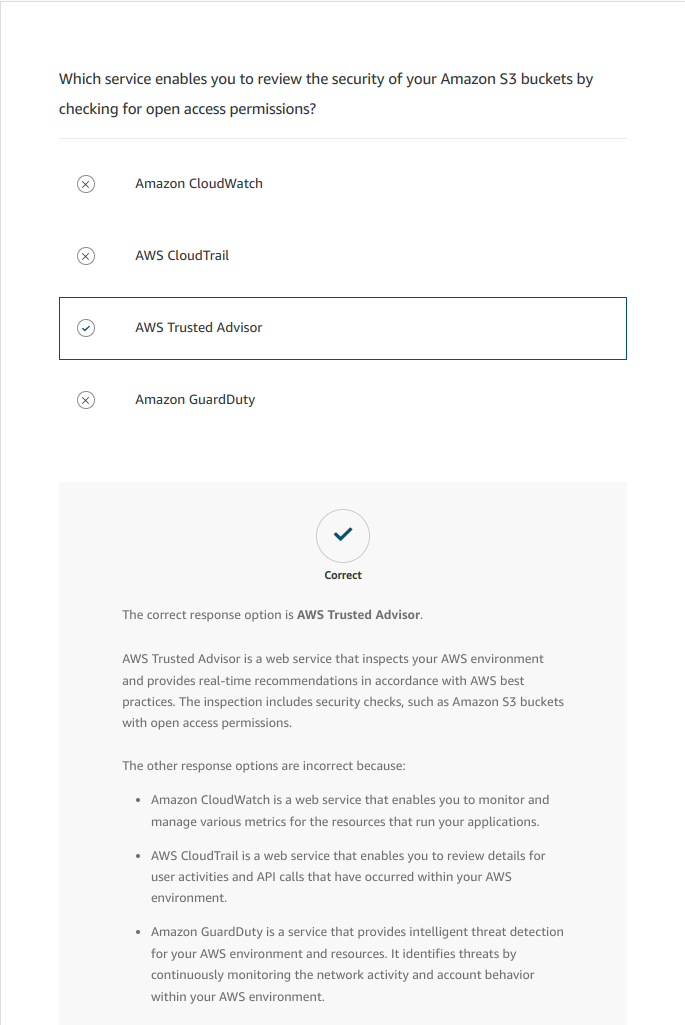 Which service enables you to review the security of your Amazon S3 buckets by
checking for open access permissions?
Amazon CloudWatch
AWS CloudTrail
AWS Trusted Advisor
Amazon GuardDuty
Correct
The correct response option is AWS Trusted Advisor.
AWS Trusted Advisor is a web service that inspects your AWS environment
and provides real-time recommendations in accordance with AWS best
practices. The inspection includes security checks, such as Amazon S3 buckets
with open access permissions.
The other response options are incorrect because:
• Amazon CloudWatch is a web service that enables you to monitor and
manage various metrics for the resources that run your applications.
• AWS CloudTrail is a web service that enables you to review details for
user activities and API calls that have occurred within your AWS
environment.
• Amazon GuardDuty is a service that provides intelligent threat detection
for your AWS environment and resources. It identifies threats by
continuously monitoring the network activity and account behavior
within your AWS environment.